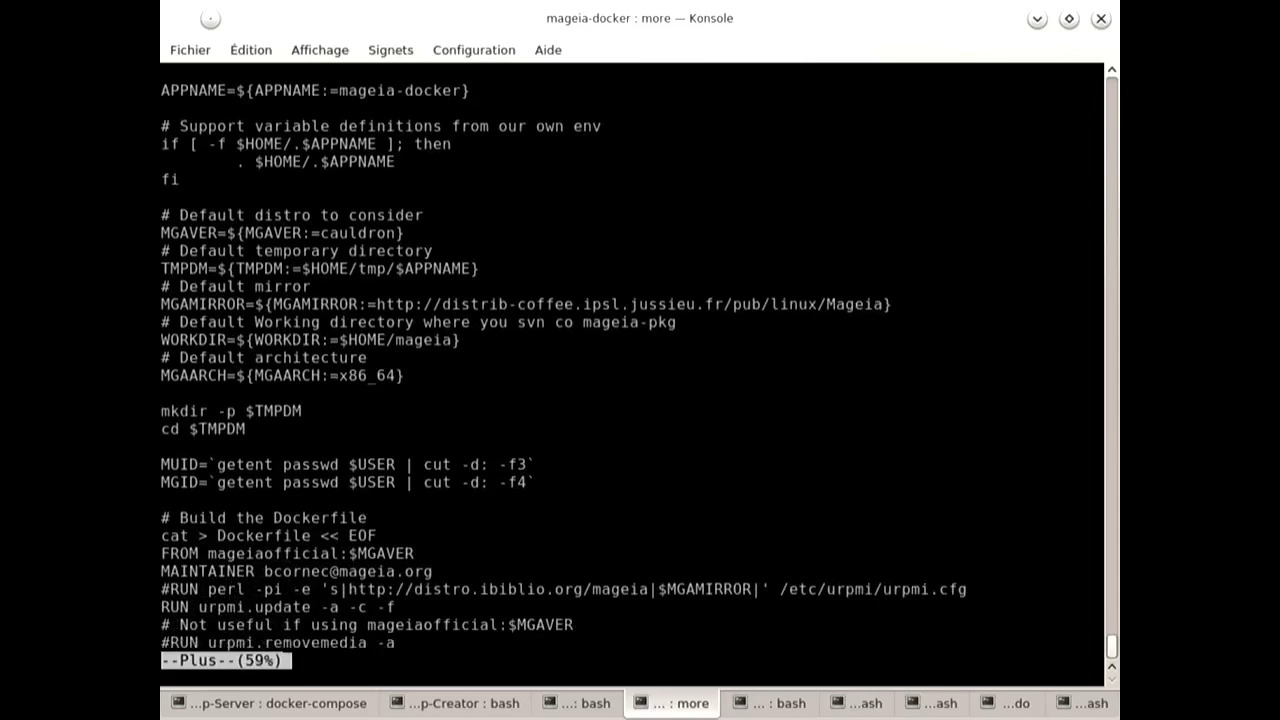 mageia-docker : more — Konsole
Fichier Édition Affichage Signets Configuration Aide
APPNAME=${APPNAME:=mageia-docker}
# Support variable definitions from our own env
if [ -f $HOME/.$APPNAME ]; then
        . $HOME/.$APPNAME
fi
# Default distro to consider
MGAVER=${MGAVER:=cauldron}
# Default temporary directory
TMPDM=${TMPDM:=$HOME/tmp/$APPNAME}
# Default mirror
MGAMIRROR=${MGAMIRROR:=http://distrib-coffee.ipsl.jussieu.fr/pub/linux/Mageia}
# Default Working directory where you svn co mageia-pkg
WORKDIR=${WORKDIR:=$HOME/mageia}
# Default architecture
MGAARCH=${MGAARCH:=x86_64}
mkdir -p $TMPDM
cd $TMPDM
MUID=`getent passwd $USER | cut -d: -f3`
MGID=`getent passwd $USER | cut -d: -f4`
# Build the Dockerfile
cat > Dockerfile << EOF
FROM mageiaofficial:$MGAVER
MAINTAINER bcornec@mageia.org
#RUN perl -pi -e 's|http://distro.ibiblio.org/mageia|$MGAMIRROR|' /etc/urpmi/urpmi.cfg
RUN urpmi.update -a -c -f
# Not useful if using mageiaofficial:$MGAVER
#RUN urpmi.removemedia -a
--Plus--(59%)
...p-Server : docker-compose ...p-Creator : bash ...: bash ... : more ... : bash ...ash ...ash ...do ...ash